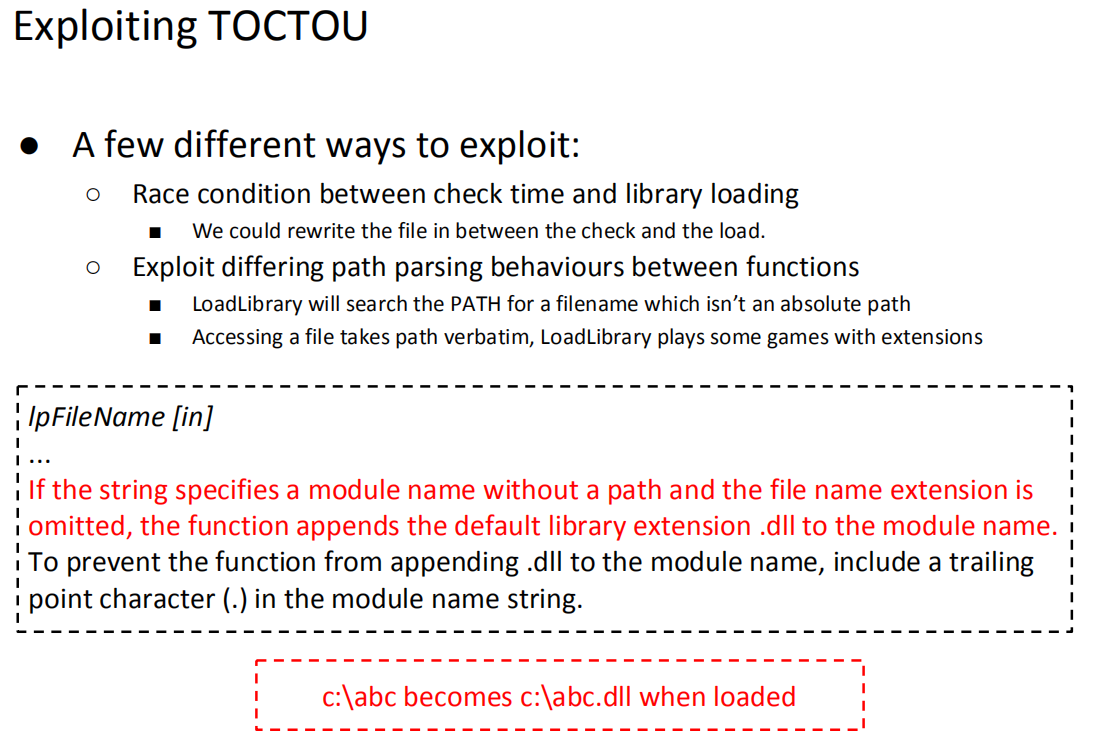 Exploiting TOCTOU
● A few different ways to exploit:
○ Race condition between check time and library loading
■ We could rewrite the file in between the check and the load.
○ Exploit differing path parsing behaviours between functions
■ LoadLibrary will search the PATH for a filename which isn’t an absolute path
■ Accessing a file takes path verbatim, LoadLibrary plays some games with extensions
lpFileName [in]
...
If the string specifies a module name without a path and the file name extension is
omitted, the function appends the default library extension .dll to the module name.
To prevent the function from appending .dll to the module name, include a trailing
point character (.) in the module name string.
c:\abc becomes c:\abc.dll when loaded